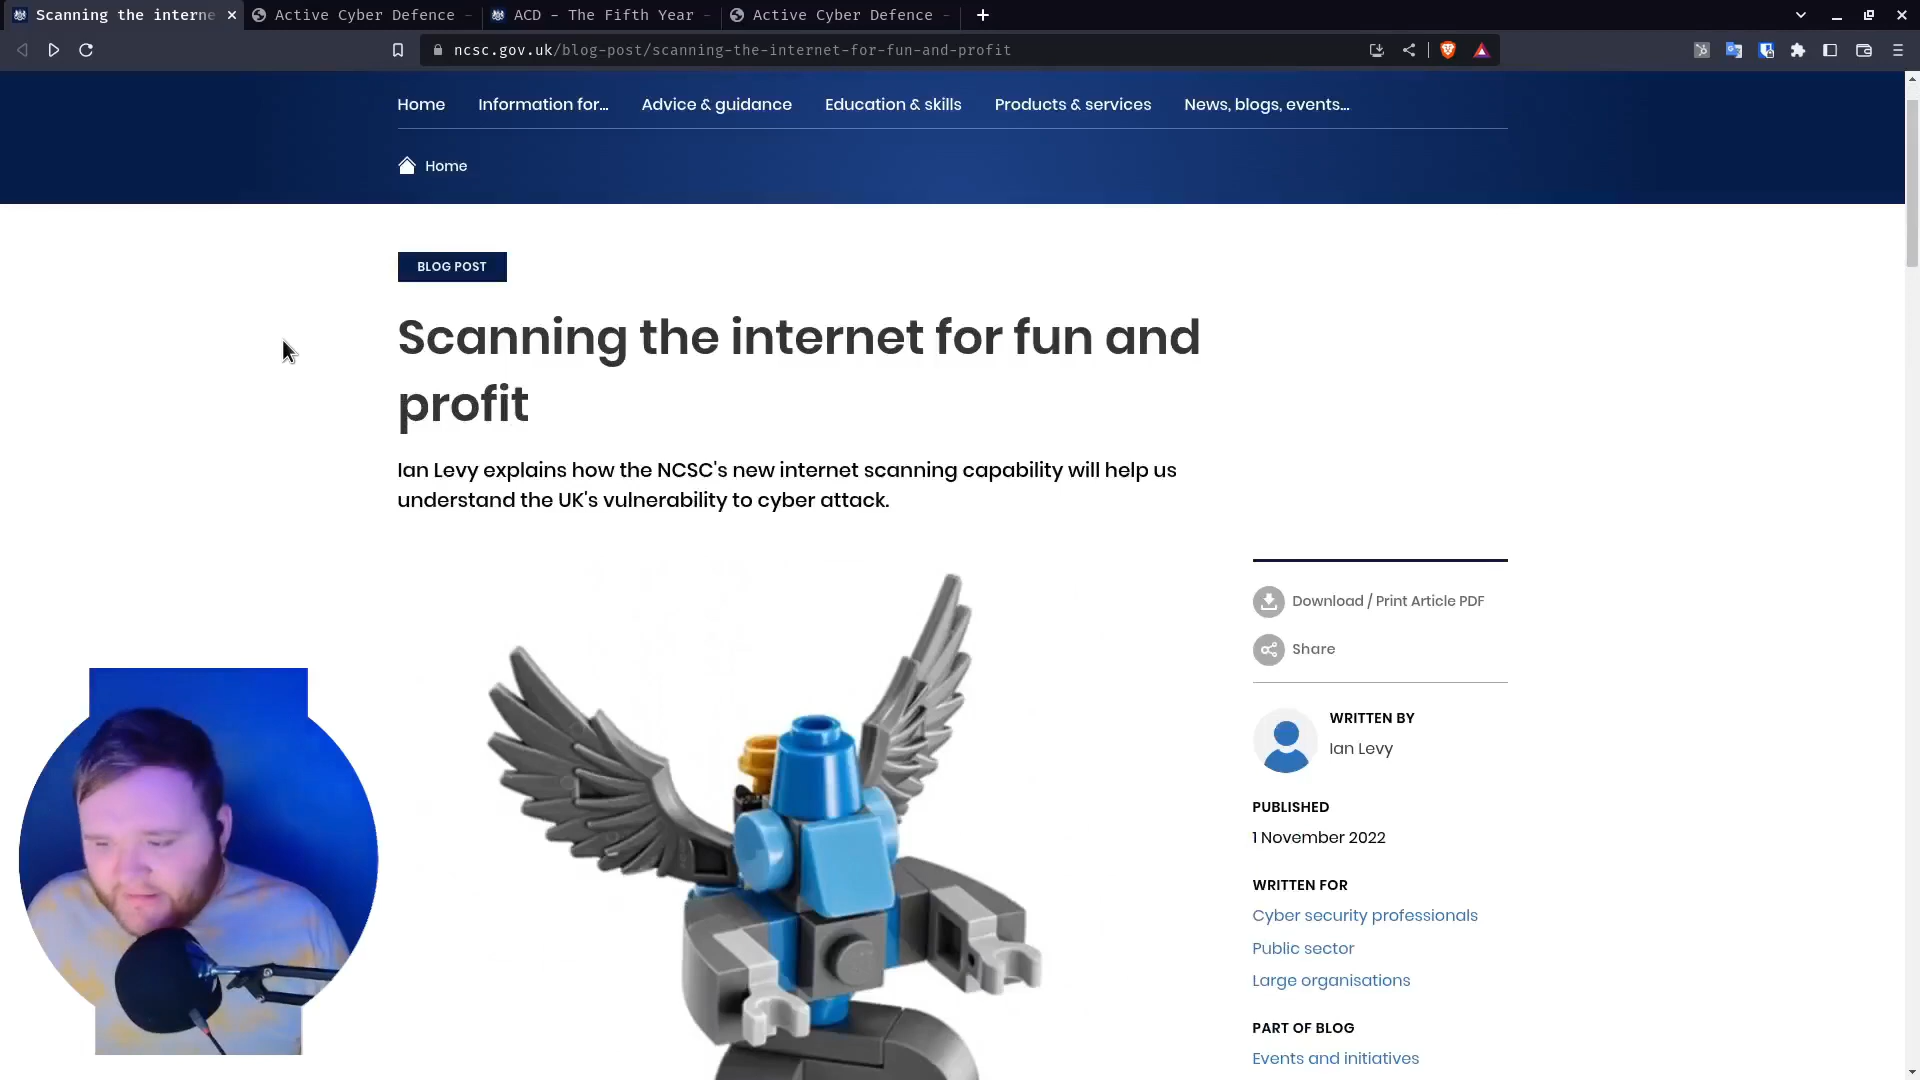 Scanning the interne
Active Cyber Defence -
ACD - The Fifth Year -
Active Cyber Defence -
ncsc.gov.uk/blog-post/scanning-the-internet-for-fun-and-profit
Home
Information for...
Advice & guidance
Education & skills
Products & services
News, blogs, events...
Home
BLOG POST
Scanning the internet for fun and
profit
Ian Levy explains how the NCSC's new internet scanning capability will help us
understand the UK's vulnerability to cyber attack.
Download / Print Article PDF
Share
WRITTEN BY
Ian Levy
PUBLISHED
1 November 2022
WRITTEN FOR
Cyber security professionals
Public sector
Large organisations
PART OF BLOG
Events and initiatives